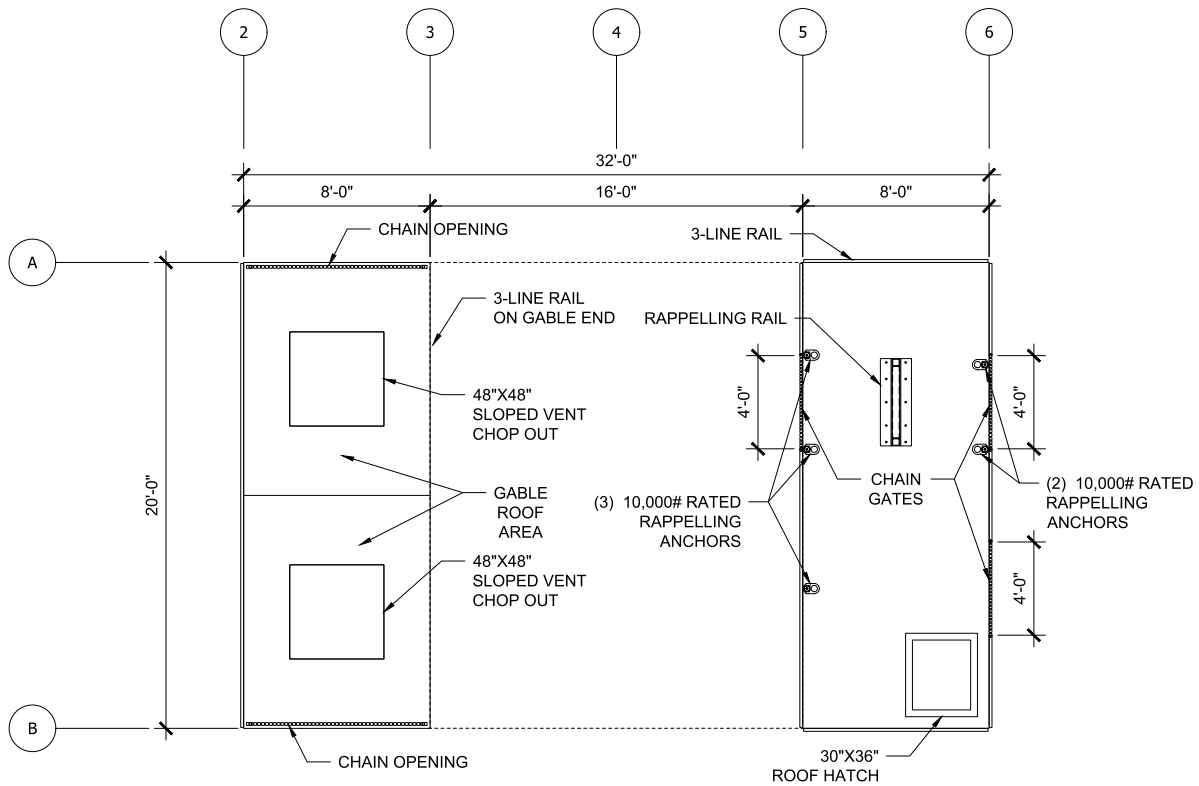 2
3
4
5
6
32'-0"
8'-0"
16'-0"
8'-0"
CHAIN OPENING
3-LINE RAIL
A
3-LINE RAIL
ON GABLE END
RAPPELLING RAIL
48"X48"
SLOPED VENT
CHOP OUT
4'-0"
4'-0"
20'-0"
GABLE
ROOF
AREA
CHAIN
GATES
(3) 10,000# RATED
RAPPELLING
ANCHORS
(2) 10,000# RATED
RAPPELLING
ANCHORS
48"X48"
SLOPED VENT
CHOP OUT
4'-0"
B
CHAIN OPENING
30"X36"
ROOF HATCH